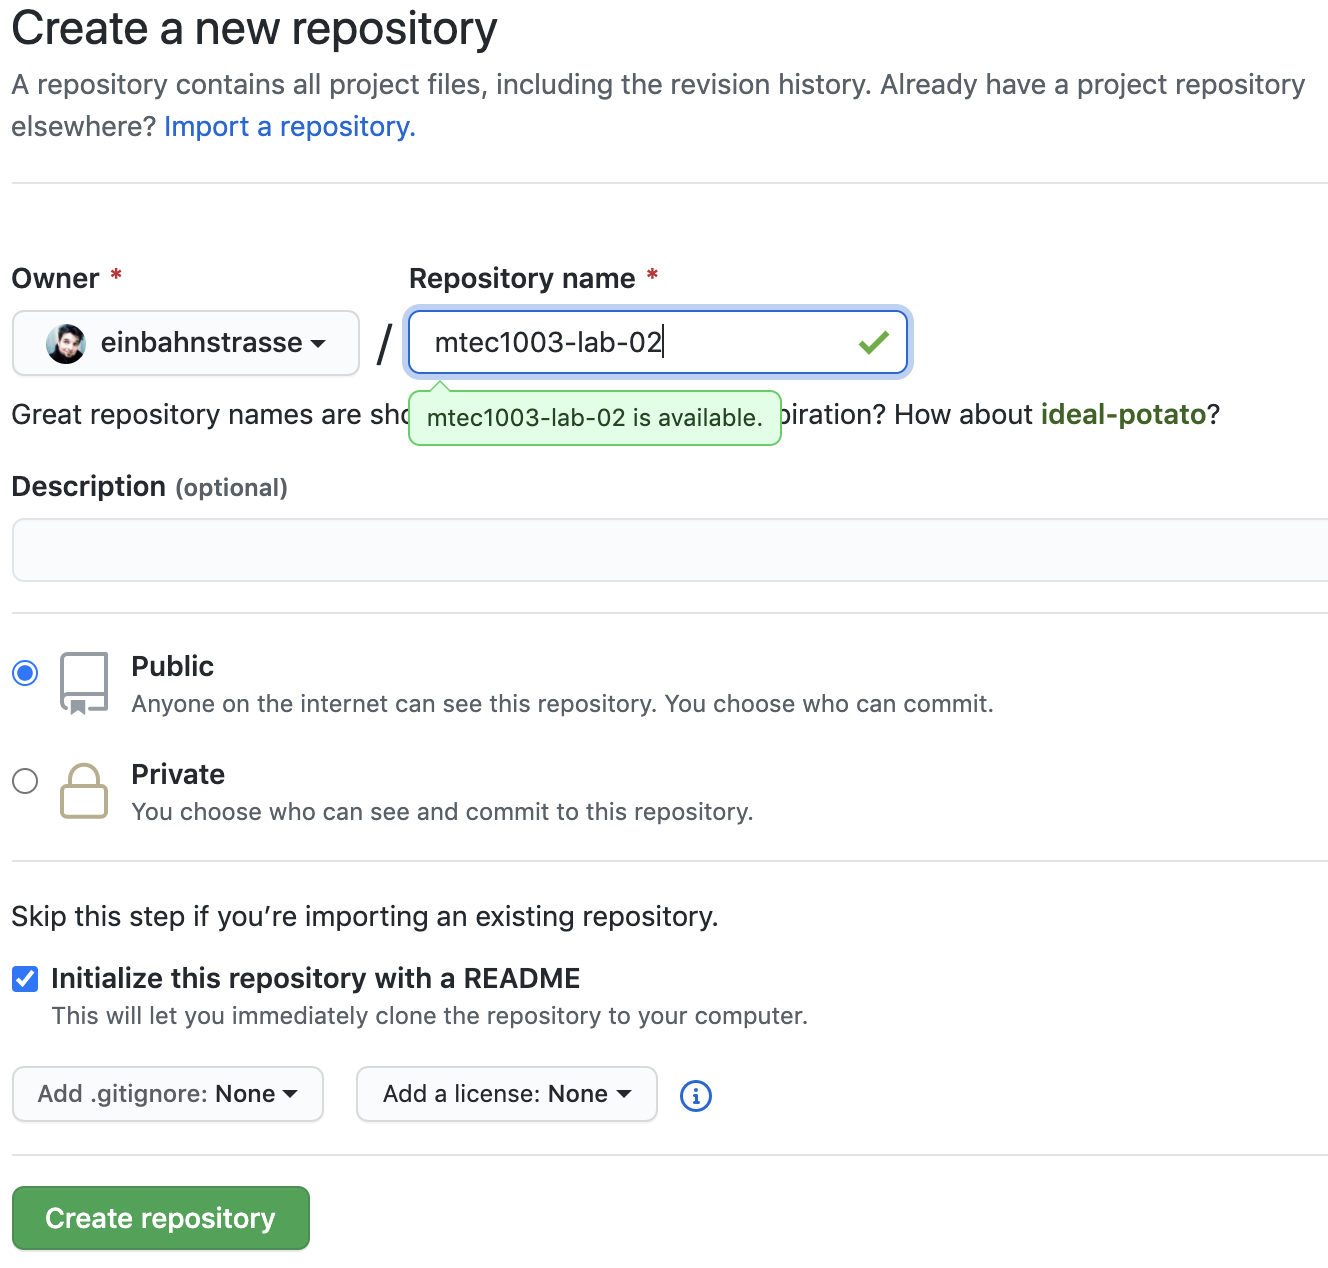 Create a new repository
A repository contains all project files, including the revision history. Already have a project repository
elsewhere? Import a repository.
Owner *
Repository name *
einbahnstrasse
/
mtec1003-lab-02
Great repository names are
mtec1003-lab-02 is available.
How about ideal-potato?
Description (optional)
Public
Anyone on the internet can see this repository. You choose who can commit.
Private
You choose who can see and commit to this repository.
Skip this step if you’re importing an existing repository.
Initialize this repository with a README
This will let you immediately clone the repository to your computer.
Add .gitignore: None
Add a license: None
Create repository